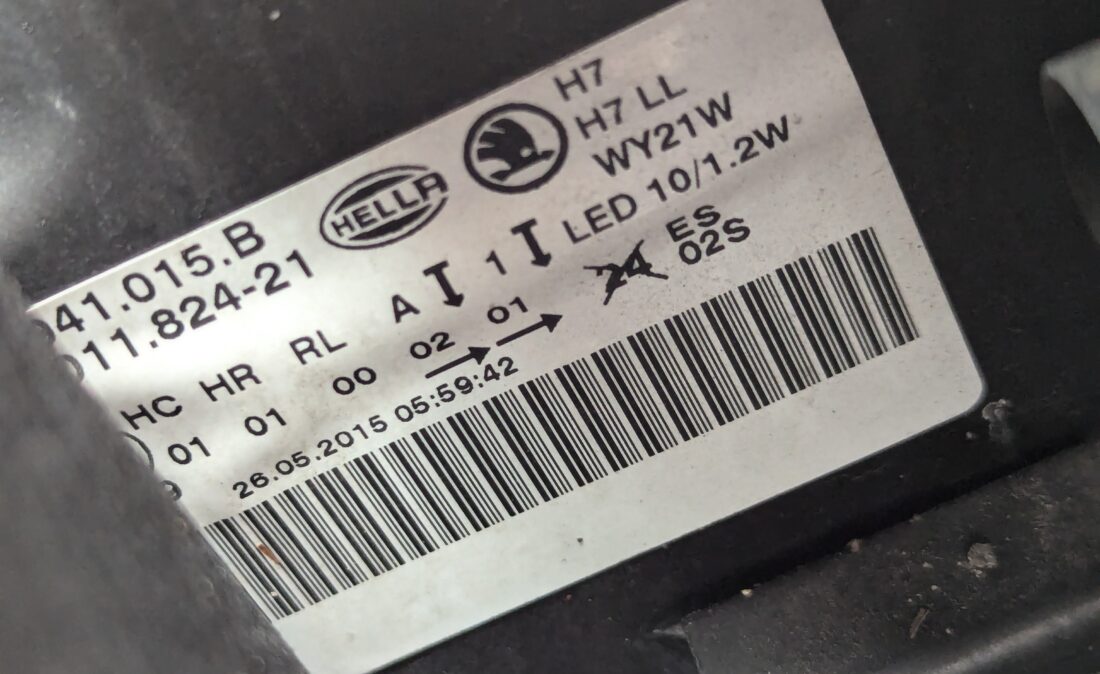 41.015.B
11.824-21
HELLA
H7
H7 LL
WY21W
LED 10/1.2W
HC HR RL A 1
01 01 00 02 01
24 ES
02S
26.05.2015 05:59:42